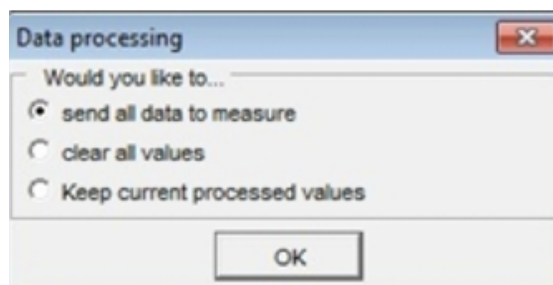 Data processing
Would you like to...
send all data to measure
clear all values
Keep current processed values
OK